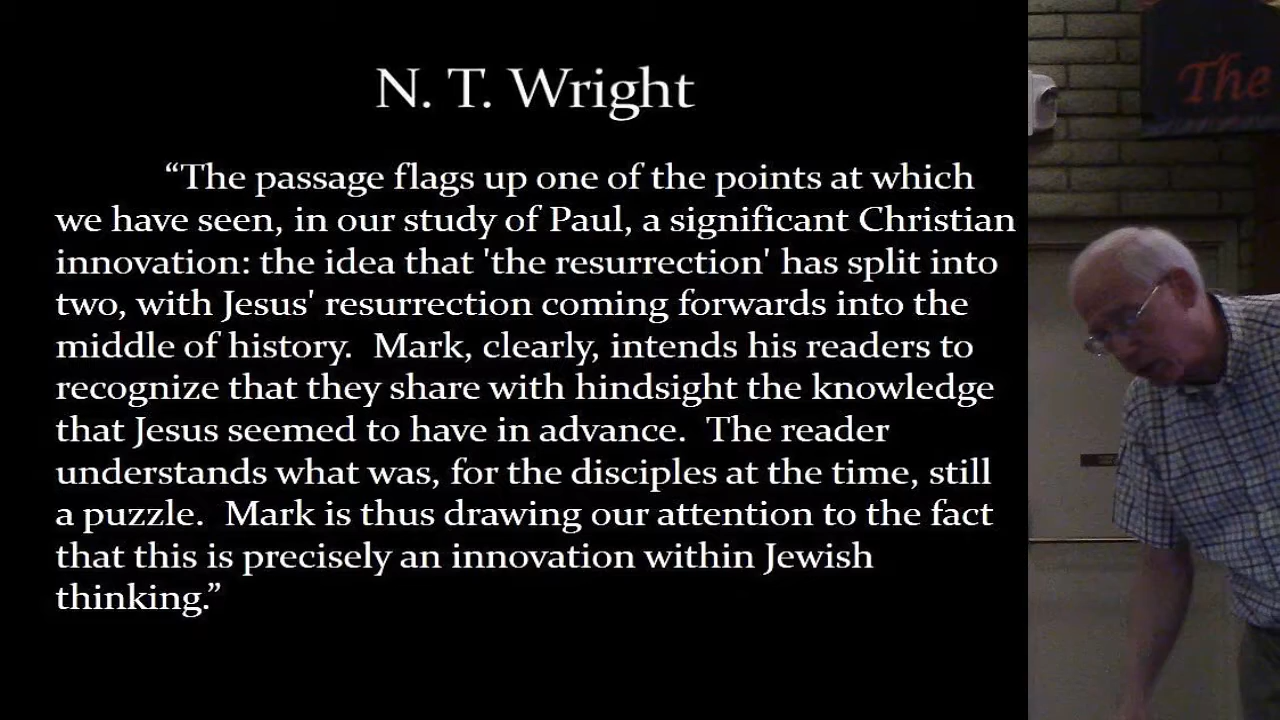 N. T. Wright
“The passage flags up one of the points at which
we have seen, in our study of Paul, a significant Christian
innovation: the idea that 'the resurrection' has split into
two, with Jesus' resurrection coming forwards into the
middle of history.  Mark, clearly, intends his readers to
recognize that they share with hindsight the knowledge
that Jesus seemed to have in advance.  The reader
understands what was, for the disciples at the time, still
a puzzle.  Mark is thus drawing our attention to the fact
that this is precisely an innovation within Jewish
thinking.”
The